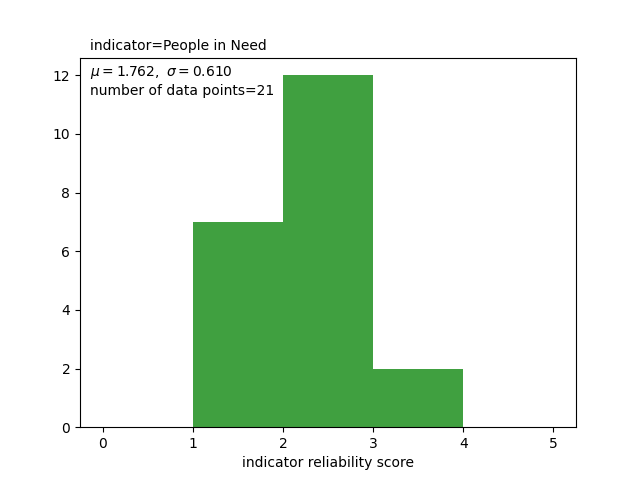 indicator=People in Need
μ = 1.762, σ = 0.610
number of data points=21
12
10
8
6
4
2
0
0 1 2 3 4 5
indicator reliability score